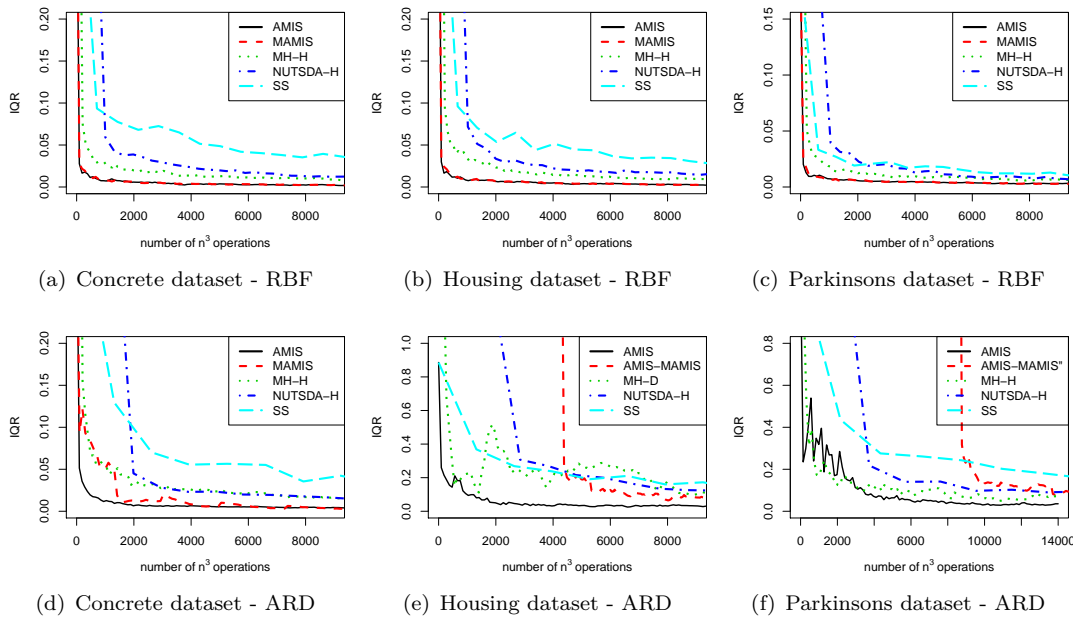 AMIS
MAMIS
MH−H
NUTSDA−H
SS
IQR
0.00 0.05 0.10 0.15 0.20
0 2000 4000 6000 8000
number of n³ operations
(a) Concrete dataset - RBF
AMIS
MAMIS
MH−H
NUTSDA−H
SS
IQR
0.00 0.05 0.10 0.15 0.20
0 2000 4000 6000 8000
number of n³ operations
(b) Housing dataset - RBF
AMIS
MAMIS
MH−H
NUTSDA−H
SS
IQR
0.00 0.05 0.10 0.15
0 2000 4000 6000 8000
number of n³ operations
(c) Parkinsons dataset - RBF
AMIS
MAMIS
MH−H
NUTSDA−H
SS
IQR
0.00 0.05 0.10 0.15 0.20
0 2000 4000 6000 8000
number of n³ operations
(d) Concrete dataset - ARD
AMIS
AMIS−MAMIS
MH−D
NUTSDA−H
SS
IQR
0.0 0.2 0.4 0.6 0.8 1.0
0 2000 4000 6000 8000
number of n³ operations
(e) Housing dataset - ARD
AMIS
AMIS−MAMIS"
MH−H
NUTSDA−H
SS
IQR
0.0 0.2 0.4 0.6 0.8
0 2000 6000 10000 14000
number of n³ operations
(f) Parkinsons dataset - ARD